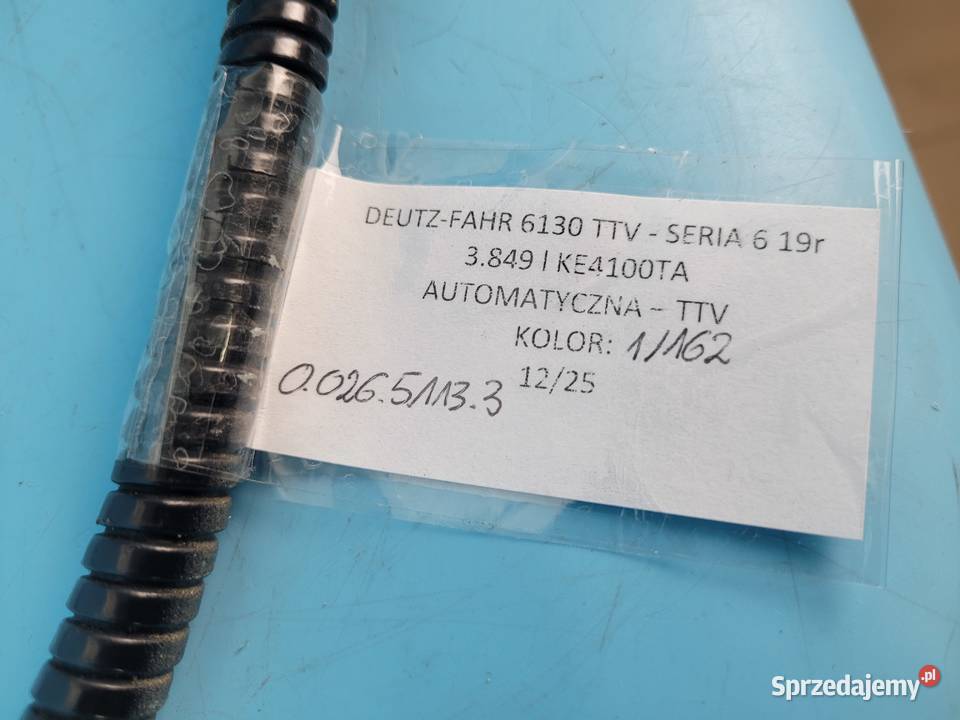 DEUTZ-FAHR 6130 TTV - SERIA 6 19r
3.849 l KE4100TA
AUTOMATYCZNA – TTV
KOLOR: 1/162
12/25
0.026.5113.3
Sprzedajemy.pl